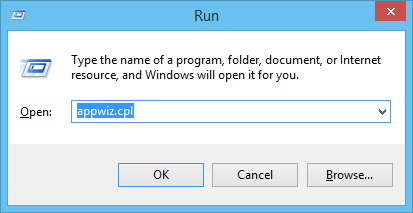 Run
Type the name of a program, folder, document, or Internet
resource, and Windows will open it for you.
Open: appwiz.cpl
OK Cancel Browse...